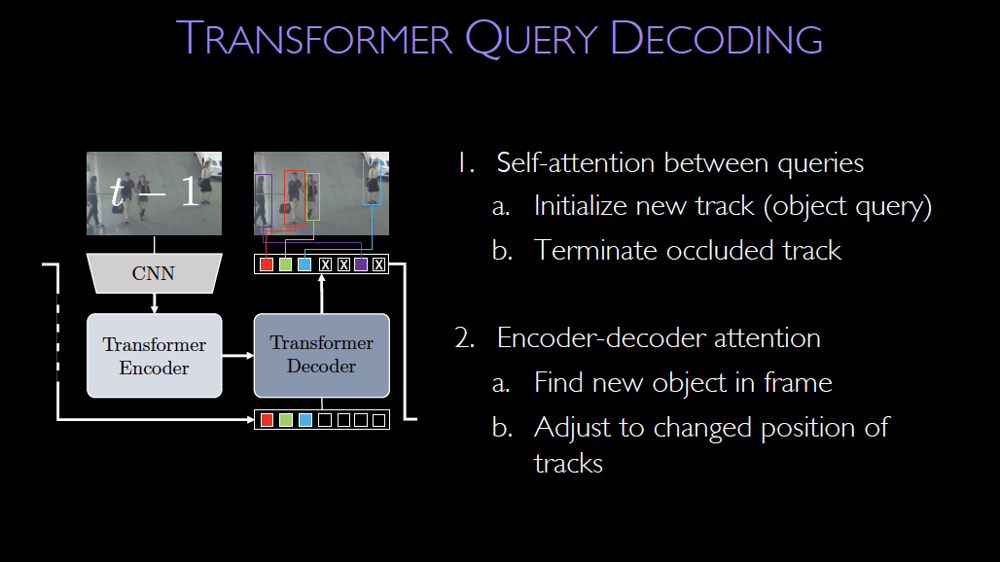 TRANSFORMER QUERY DECODING
t − 1
CNN
Transformer
Encoder
Transformer
Decoder
X X X
1. Self-attention between queries
a. Initialize new track (object query)
b. Terminate occluded track
2. Encoder-decoder attention
a. Find new object in frame
b. Adjust to changed position of
tracks